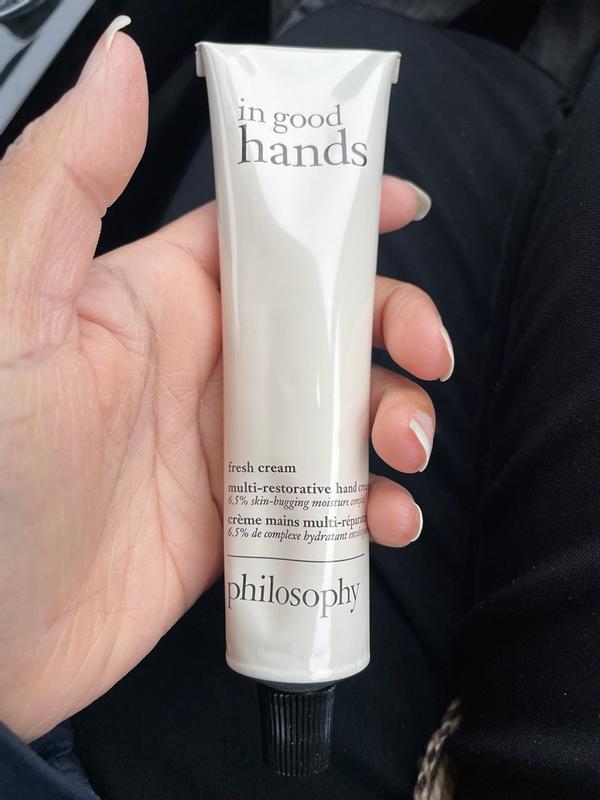 in good
hands
fresh cream
multi-restorative hand
6.5% skin-hugging moisture
crème mains
6.5% de complexe hydratant
philosophy